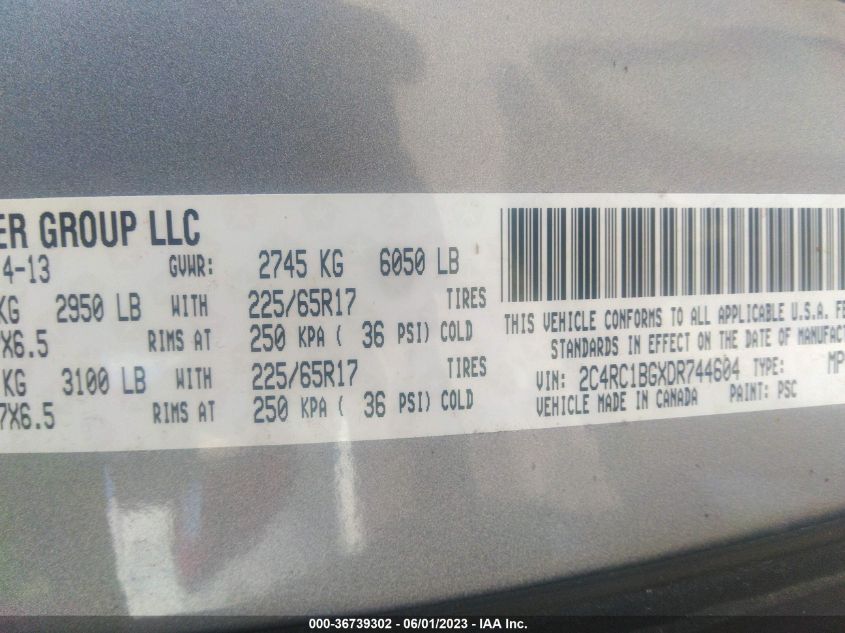 ER GROUP LLC
4-13 GVWR: 2745 KG 6050 LB
KG 2950 LB WITH 225/65R17 TIRES
7X6.5 RIMS AT 250 KPA ( 36 PSI) COLD
KG 3100 LB WITH 225/65R17 TIRES
7X6.5 RIMS AT 250 KPA ( 36 PSI) COLD
THIS VEHICLE CONFORMS TO ALL APPLICABLE U.S.A. FE
STANDARDS IN EFFECT ON THE DATE OF MANUFACT
VIN: 2C4RC1BGXDR744604 TYPE: MP
VEHICLE MADE IN CANADA PAINT: PSC
000-36739302 - 06/01/2023 - IAA Inc.